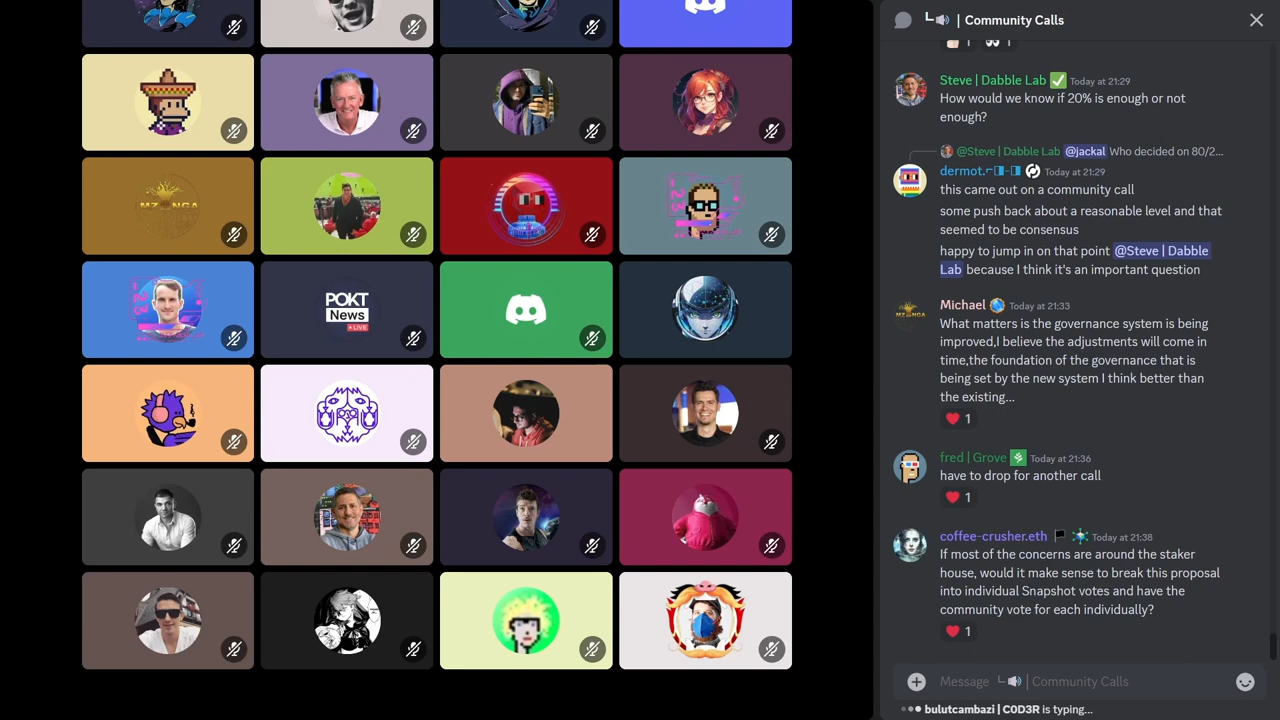 MZONGA
POKT
News
LIVE
Community Calls
1 1
Steve | Dabble Lab Today at 21:29
How would we know if 20% is enough or not
enough?
@Steve | Dabble Lab @jackal Who decided on 80/2...
dermot. Today at 21:29
this came out on a community call
some push back about a reasonable level and that
seemed to be consensus
happy to jump in on that point @Steve | Dabble
Lab because I think it's an important question
Michael Today at 21:33
What matters is the governance system is being
improved,I believe the adjustments will come in
time,the foundation of the governance that is
being set by the new system I think better than
the existing...
1
fred | Grove Today at 21:36
have to drop for another call
1
coffee-crusher.eth Today at 21:38
If most of the concerns are around the staker
house, would it make sense to break this proposal
into individual Snapshot votes and have the
community vote for each individually?
1
Message | Community Calls
bulutcambazi | C0D3R is typing...